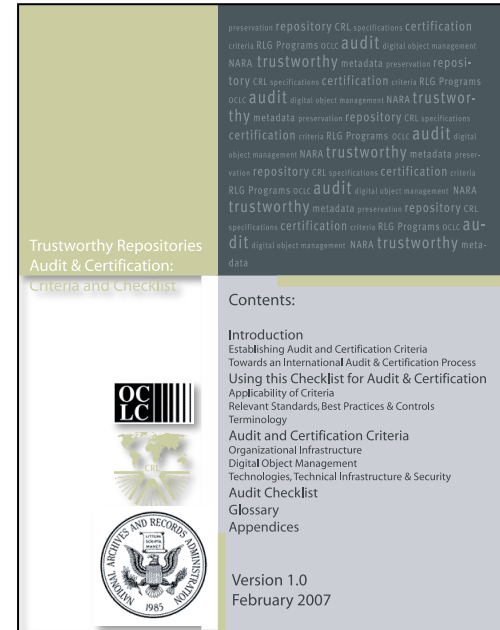 preservation repository CRL specifications certification
criteria RLG Programs OCLC audit digital object management
NARA trustworthy metadata preservation reposi-
tory CRL specifications certification criteria RLG Programs
OCLC audit digital object management NARA trustwor-
thy metadata preservation repository CRL specifications
certification criteria RLG Programs OCLC audit digital
object management NARA trustworthy metadata preser-
vation repository CRL specifications certification criteria
RLG Programs OCLC audit digital object management NARA
trustworthy metadata preservation repository CRL
specifications certification criteria RLG Programs OCLC au-
dit digital object management NARA trustworthy meta-
data
Trustworthy Repositories
Audit & Certification:
Criteria and Checklist
Contents:
Introduction
Establishing Audit and Certification Criteria
Towards an International Audit & Certification Process
Using this Checklist for Audit & Certification
Applicability of Criteria
Relevant Standards, Best Practices & Controls
Terminology
Audit and Certification Criteria
Organizational Infrastructure
Digital Object Management
Technologies, Technical Infrastructure & Security
Audit Checklist
Glossary
Appendices
Version 1.0
February 2007
OC
LC
CRL
NATIONAL ARCHIVES AND RECORDS ADMINISTRATION
LITTERA
SCRIPTA
MANET
1985